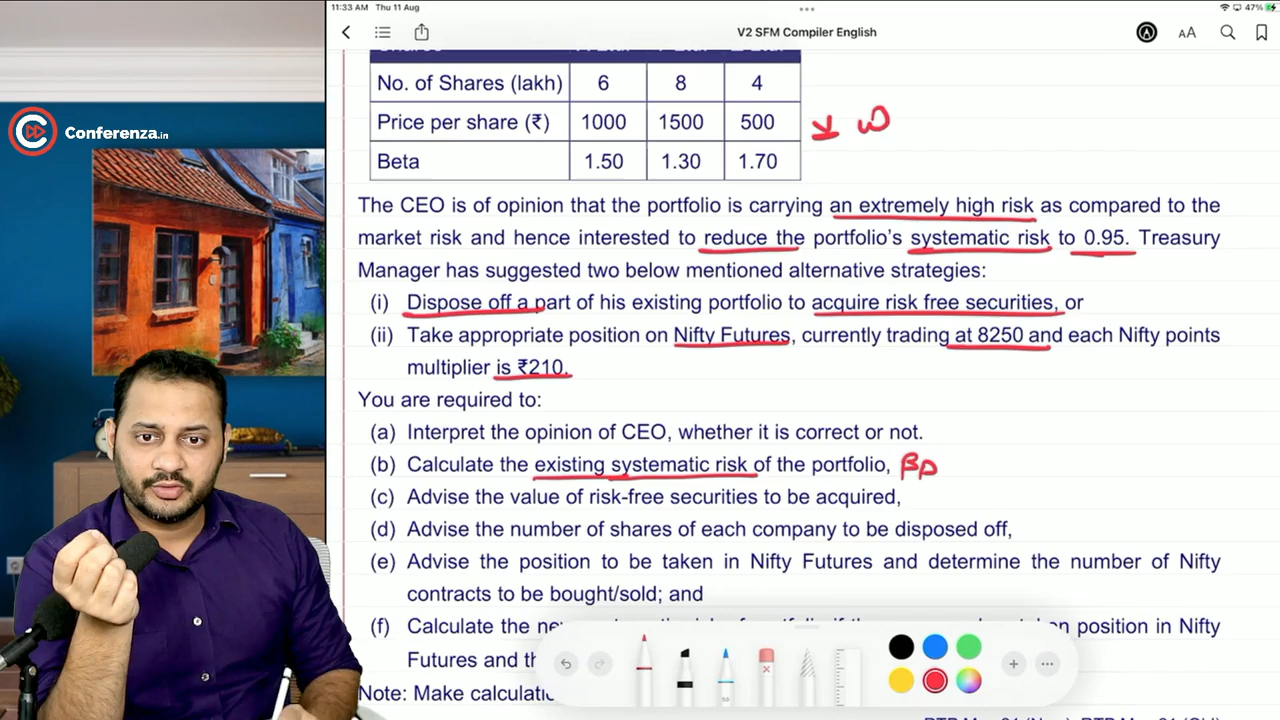 11:33 AM Thu 11 Aug
47%
V2 SFM Compiler English
AA
Conferenza.in
No. of Shares (lakh) 6 8 4
Price per share (₹) 1000 1500 500
Beta 1.50 1.30 1.70
W
The CEO is of opinion that the portfolio is carrying an extremely high risk as compared to the
market risk and hence interested to reduce the portfolio's systematic risk to 0.95. Treasury
Manager has suggested two below mentioned alternative strategies:
(i) Dispose off a part of his existing portfolio to acquire risk free securities, or
(ii) Take appropriate position on Nifty Futures, currently trading at 8250 and each Nifty points
multiplier is ₹210.
You are required to:
(a) Interpret the opinion of CEO, whether it is correct or not.
(b) Calculate the existing systematic risk of the portfolio, βp
(c) Advise the value of risk-free securities to be acquired,
(d) Advise the number of shares of each company to be disposed off,
(e) Advise the position to be taken in Nifty Futures and determine the number of Nifty
contracts to be bought/sold; and
(f) Calculate the position in Nifty
Futures and
Note: Make